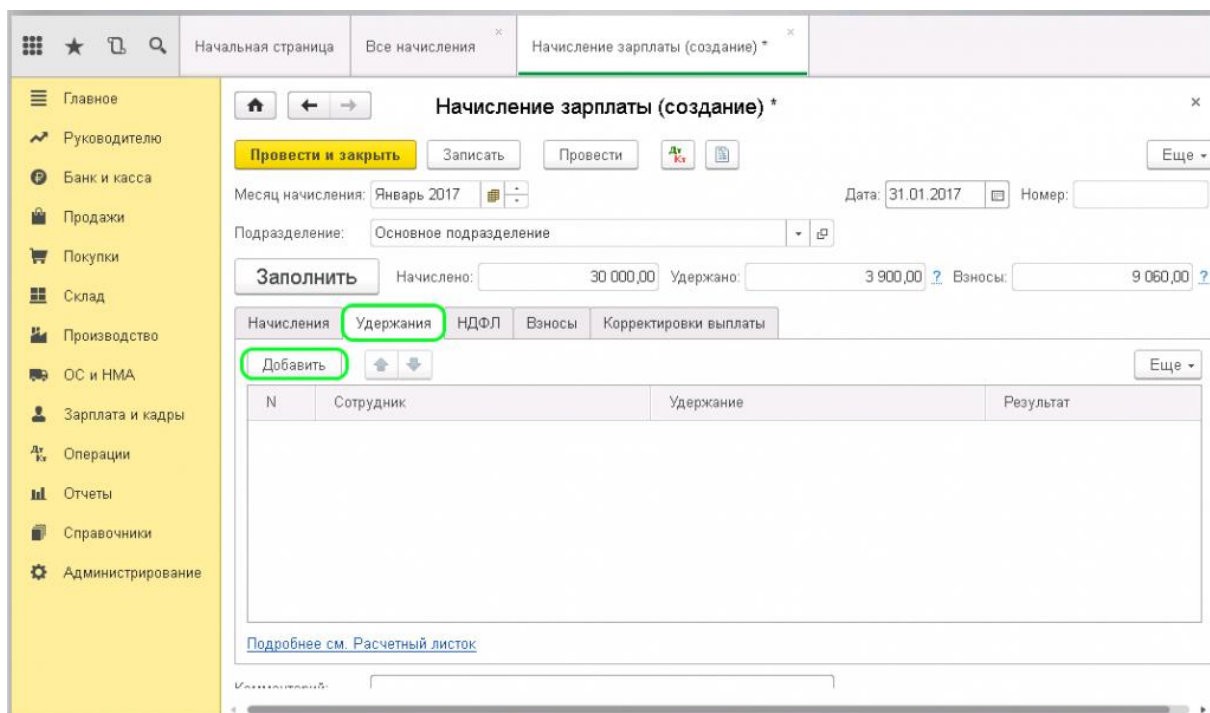 Начальная страница
Все начисления
Начисление зарплаты (создание) *
Главное
Руководителю
Банк и касса
Продажи
Покупки
Склад
Производство
ОС и НМА
Зарплата и кадры
Операции
Отчеты
Справочники
Администрирование
Начисление зарплаты (создание) *
Провести и закрыть Записать Провести Дт Кт Еще
Месяц начисления: Январь 2017 Дата: 31.01.2017 Номер:
Подразделение: Основное подразделение
Заполнить Начислено: 30 000,00 Удержано: 3 900,00 ? Взносы: 9 060,00 ?
Начисления Удержания НДФЛ Взносы Корректировки выплаты
Добавить Еще
N Сотрудник Удержание Результат
Подробнее см. Расчетный листок
Комментарий: